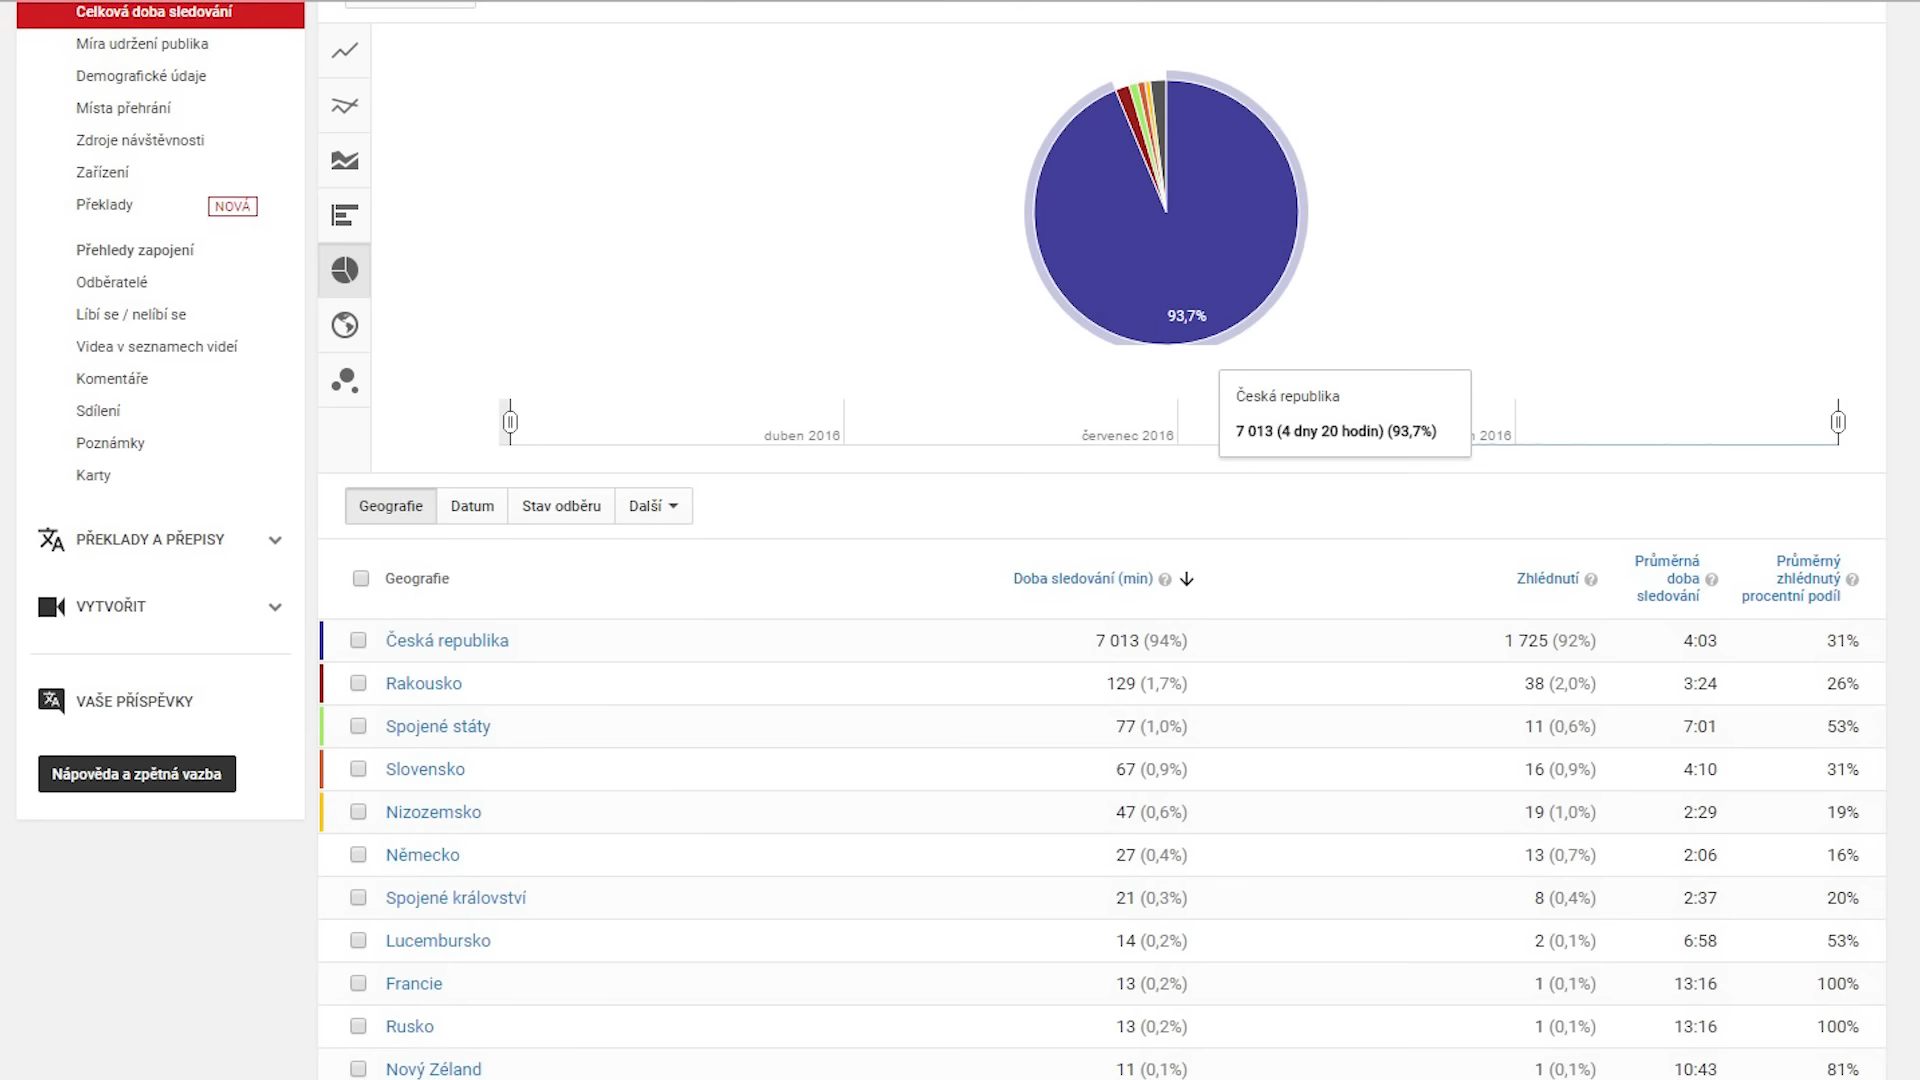 Celková doba sledování
Míra udržení publika
Demografické údaje
Místa přehrání
Zdroje návštěvnosti
Zařízení
Překlady
NOVÁ
Přehledy zapojení
Odběratelé
Líbí se / nelíbí se
Videa v seznamech videí
Komentáře
Sdílení
Poznámky
Karty
PŘEKLADY A PŘEPISY
VYTVOŘIT
VAŠE PŘÍSPĚVKY
Nápověda a zpětná vazba
93,7%
Česká republika
7 013 (4 dny 20 hodin) (93,7%)
duben 2016
červenec 2016
2016
Geografie
Datum
Stav odběru
Další
Geografie
Doba sledování (min)
Zhlédnutí
Průměrná
doba
sledování
Průměrný
zhlédnutý
procentní podíl
Česká republika 7 013 (94%) 1 725 (92%) 4:03 31%
Rakousko 129 (1,7%) 38 (2,0%) 3:24 26%
Spojené státy 77 (1,0%) 11 (0,6%) 7:01 53%
Slovensko 67 (0,9%) 16 (0,9%) 4:10 31%
Nizozemsko 47 (0,6%) 19 (1,0%) 2:29 19%
Německo 27 (0,4%) 13 (0,7%) 2:06 16%
Spojené království 21 (0,3%) 8 (0,4%) 2:37 20%
Lucembursko 14 (0,2%) 2 (0,1%) 6:58 53%
Francie 13 (0,2%) 1 (0,1%) 13:16 100%
Rusko 13 (0,2%) 1 (0,1%) 13:16 100%
Nový Zéland 11 (0,1%) 1 (0,1%) 10:43 81%